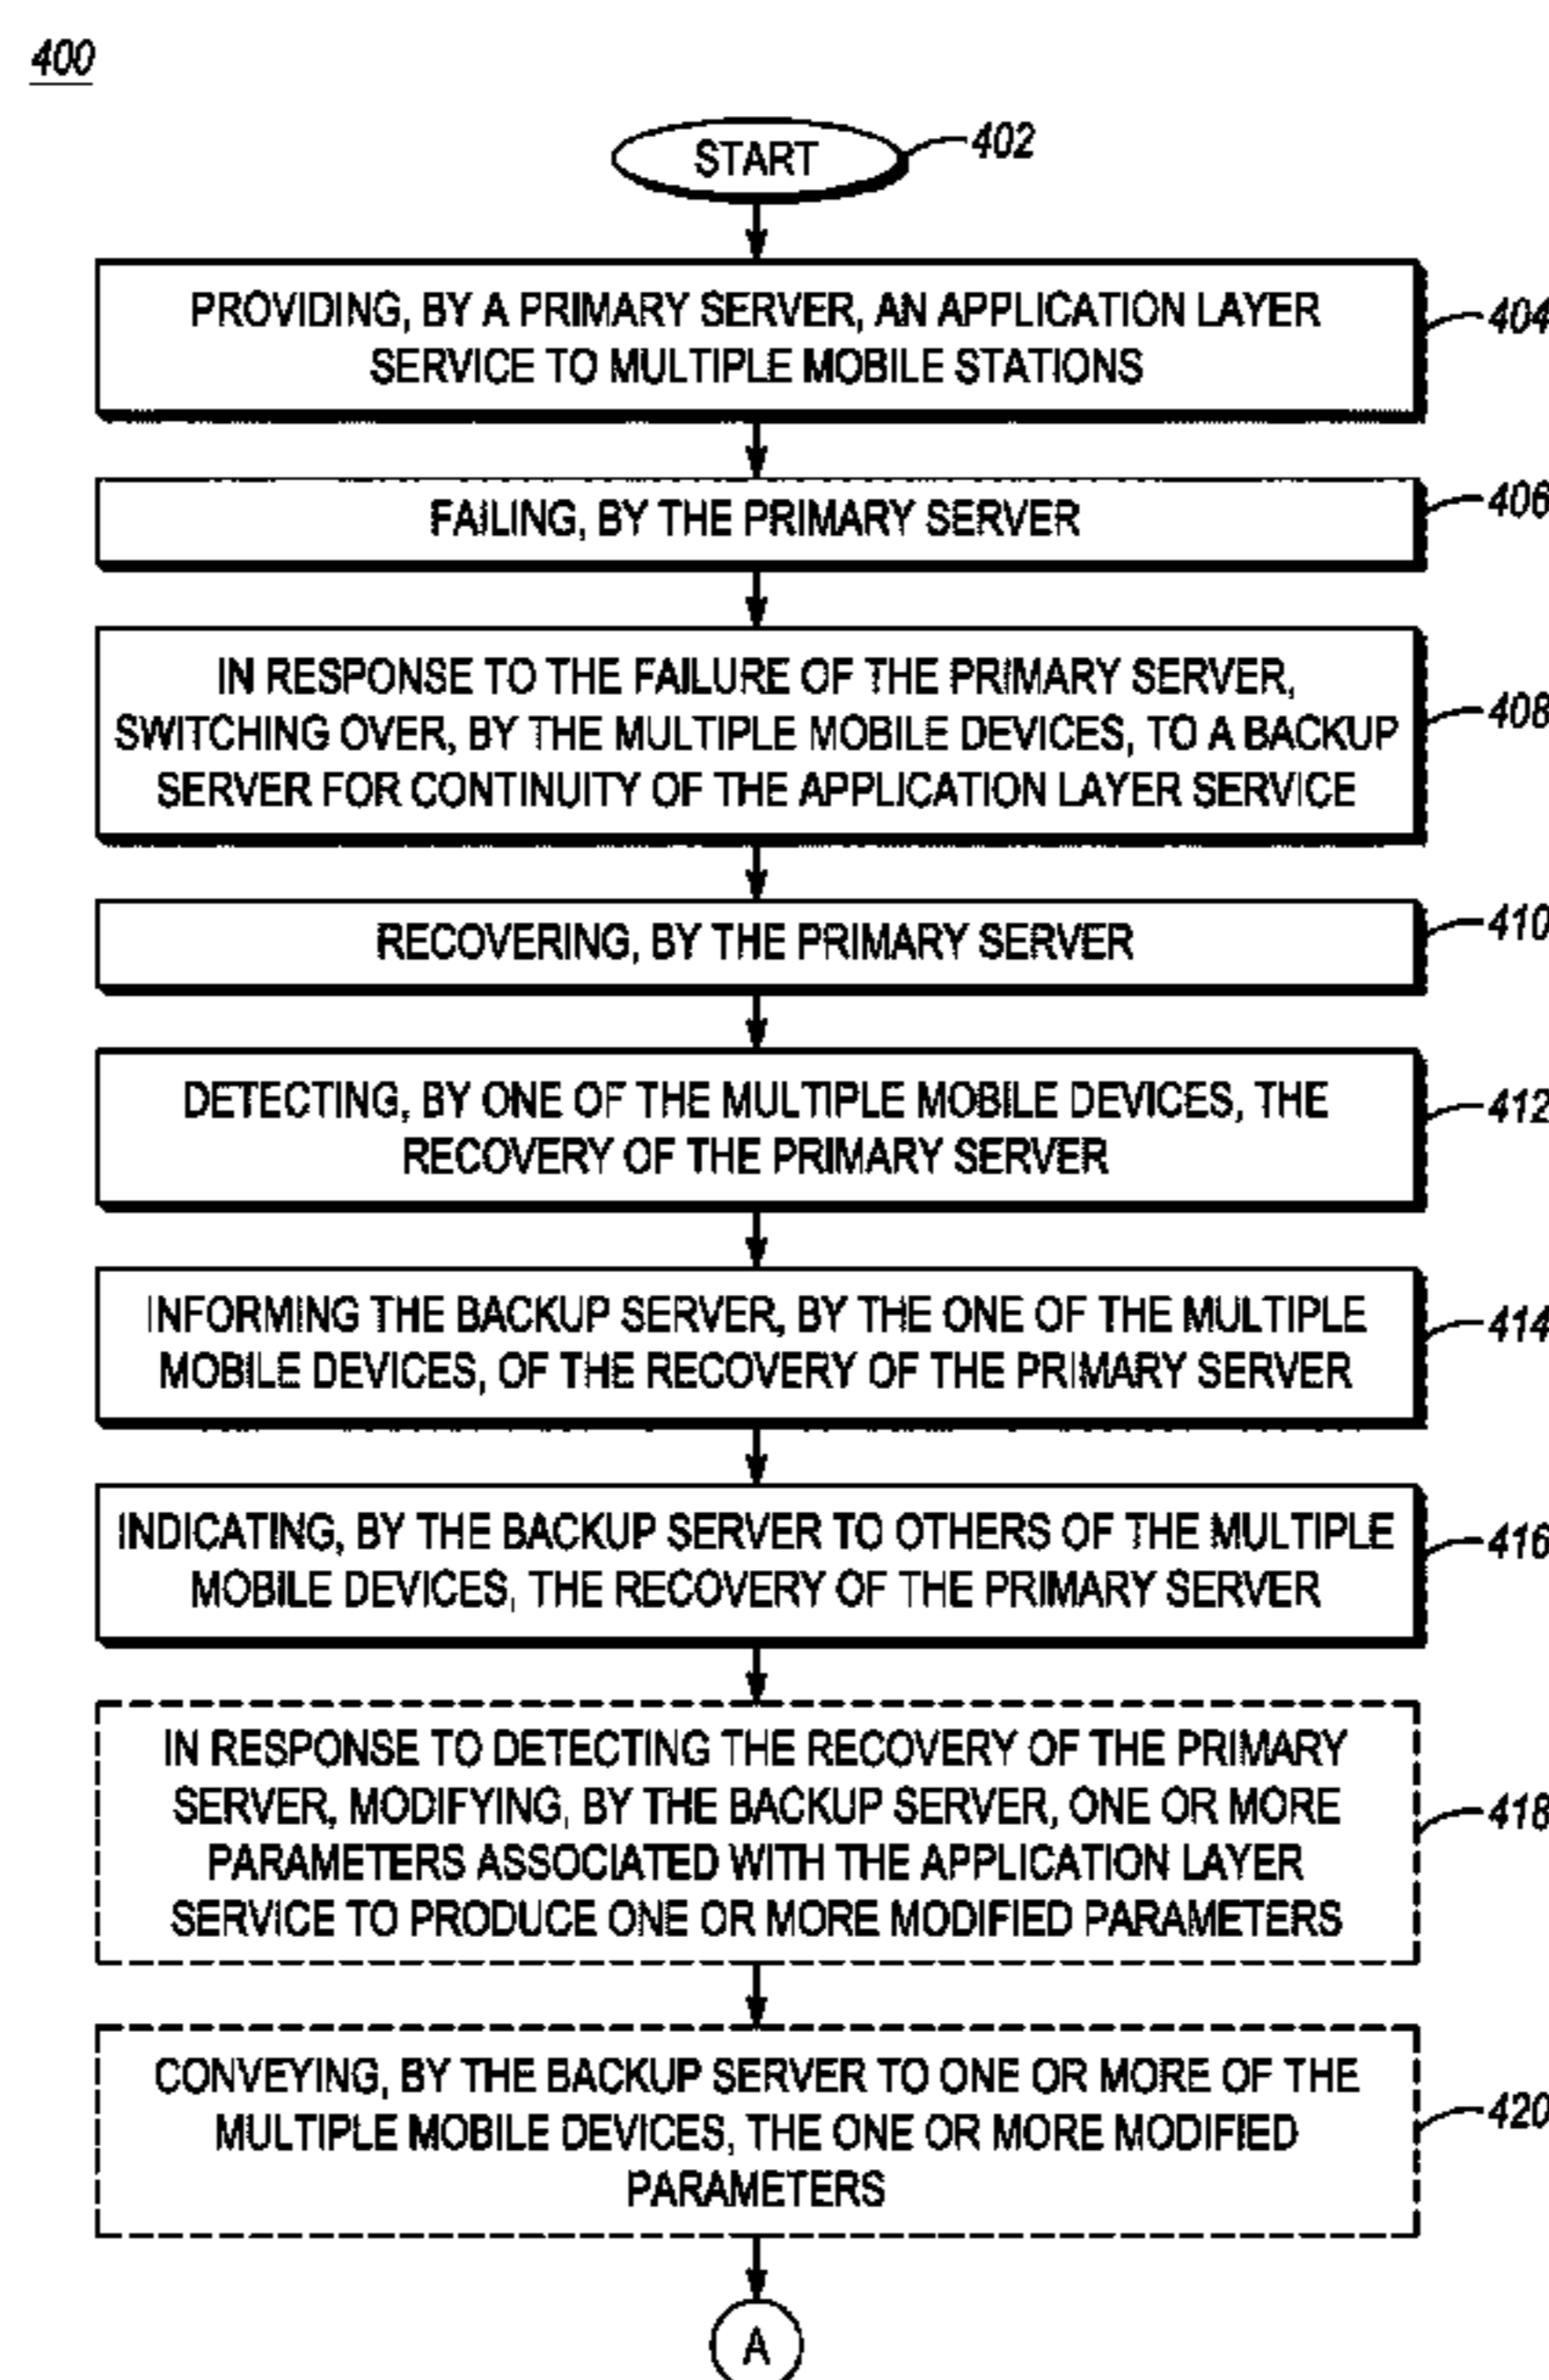 400
START
402
PROVIDING, BY A PRIMARY SERVER, AN APPLICATION LAYER
SERVICE TO MULTIPLE MOBILE STATIONS
404
FAILING, BY THE PRIMARY SERVER
406
IN RESPONSE TO THE FAILURE OF THE PRIMARY SERVER,
SWITCHING OVER, BY THE MULTIPLE MOBILE DEVICES, TO A BACKUP
SERVER FOR CONTINUITY OF THE APPLICATION LAYER SERVICE
408
RECOVERING, BY THE PRIMARY SERVER
410
DETECTING, BY ONE OF THE MULTIPLE MOBILE DEVICES, THE
RECOVERY OF THE PRIMARY SERVER
412
INFORMING THE BACKUP SERVER, BY THE ONE OF THE MULTIPLE
MOBILE DEVICES, OF THE RECOVERY OF THE PRIMARY SERVER
414
INDICATING, BY THE BACKUP SERVER TO OTHERS OF THE MULTIPLE
MOBILE DEVICES, THE RECOVERY OF THE PRIMARY SERVER
416
IN RESPONSE TO DETECTING THE RECOVERY OF THE PRIMARY
SERVER, MODIFYING, BY THE BACKUP SERVER, ONE OR MORE
PARAMETERS ASSOCIATED WITH THE APPLICATION LAYER
SERVICE TO PRODUCE ONE OR MORE MODIFIED PARAMETERS
418
CONVEYING, BY THE BACKUP SERVER TO ONE OR MORE OF THE
MULTIPLE MOBILE DEVICES, THE ONE OR MORE MODIFIED
PARAMETERS
420
A